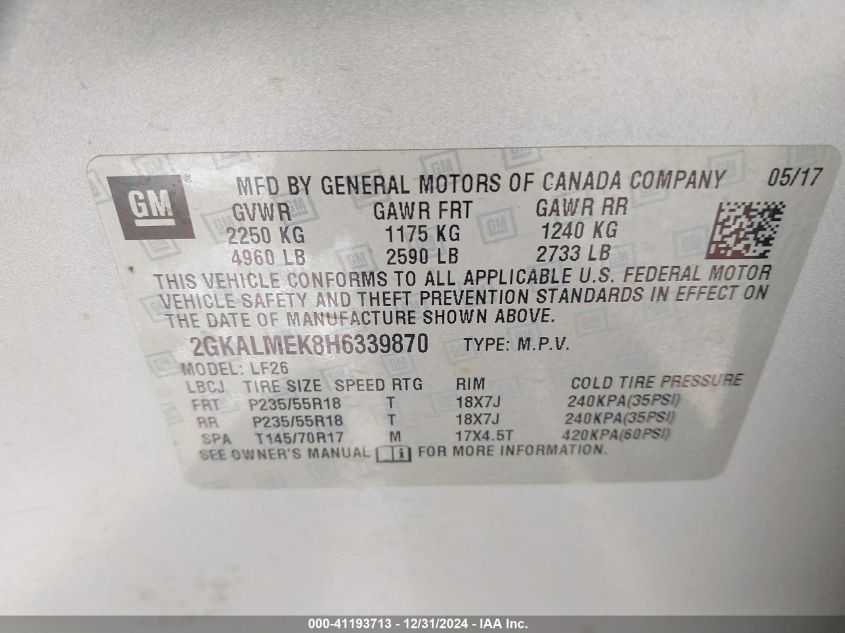 GM ® MFD BY GENERAL MOTORS OF CANADA COMPANY 05/17
GVWR GAWR FRT GAWR RR
2250 KG 1175 KG 1240 KG
4960 LB 2590 LB 2733 LB
THIS VEHICLE CONFORMS TO ALL APPLICABLE U.S. FEDERAL MOTOR
VEHICLE SAFETY AND THEFT PREVENTION STANDARDS IN EFFECT ON
THE DATE OF MANUFACTURE SHOWN ABOVE.
2GKALMEK8H6339870 TYPE: M.P.V.
MODEL: LF26
LBCJ TIRE SIZE SPEED RTG RIM COLD TIRE PRESSURE
FRT P235/55R18 T 18X7J 240KPA(35PSI)
RR P235/55R18 T 18X7J 240KPA(35PSI)
SPA T145/70R17 M 17X4.5T 420KPA(60PSI)
SEE OWNER'S MANUAL FOR MORE INFORMATION.
000-41193713 - 12/31/2024 - IAA Inc.